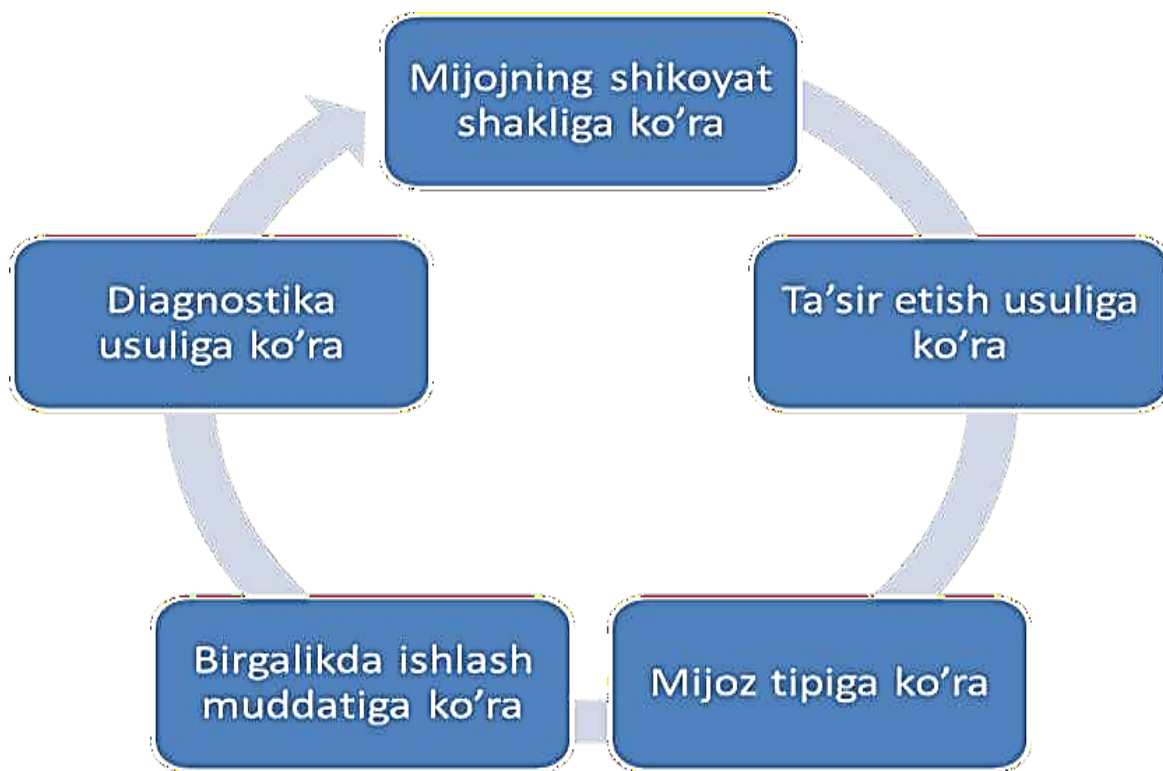 Mijojning shikoyat
shakliga ko’ra
Ta’sir etish usuliga
ko’ra
Mijoz tipiga ko’ra
Birgalikda ishlash
muddatiga ko’ra
Diagnostika
usuliga ko’ra